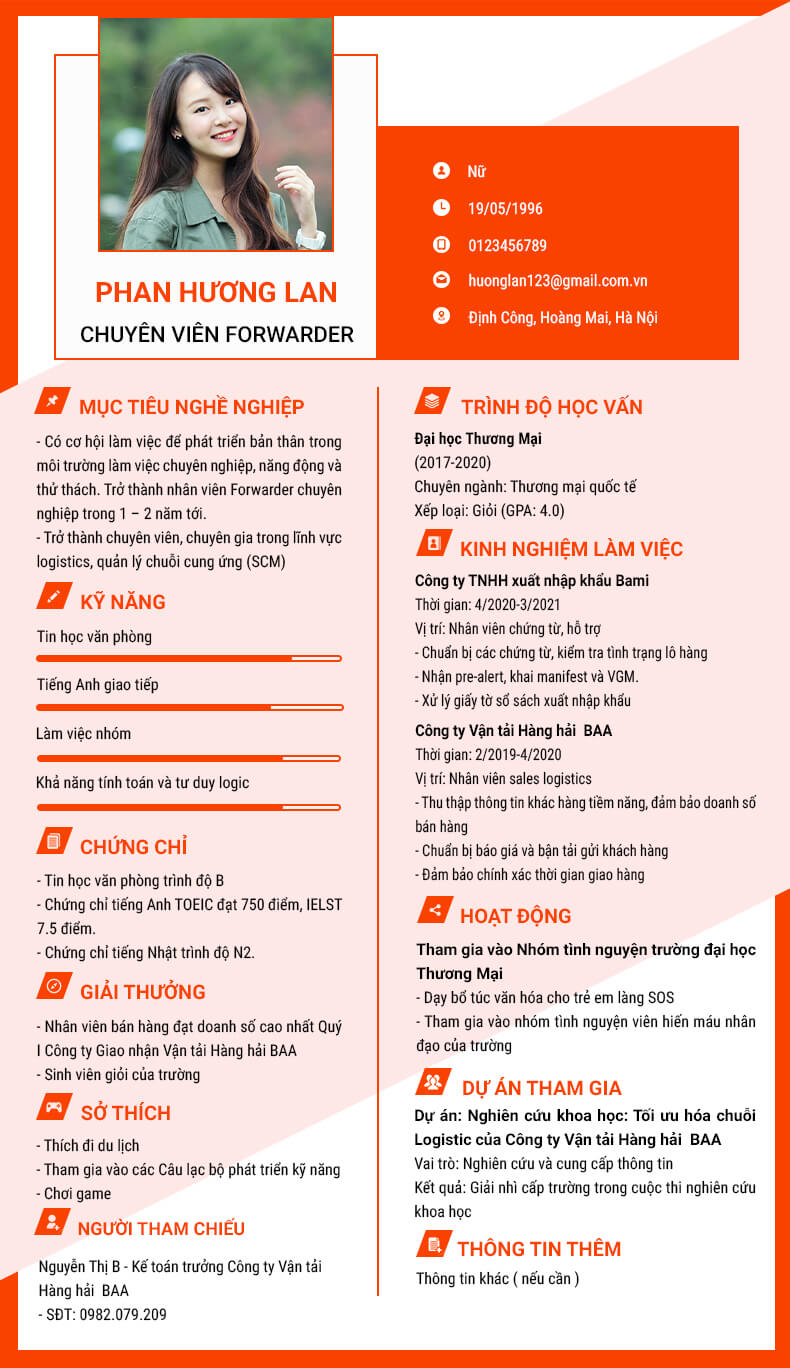 PHAN HƯƠNG LAN
CHUYÊN VIÊN FORWARDER
Nữ
19/05/1996
0123456789
huonglan123@gmail.com.vn
Định Công, Hoàng Mai, Hà Nội
MỤC TIÊU NGHỀ NGHIỆP
- Có cơ hội làm việc để phát triển bản thân trong
môi trường làm việc chuyên nghiệp, năng động và
thử thách. Trở thành nhân viên Forwarder chuyên
nghiệp trong 1 – 2 năm tới.
- Trở thành chuyên viên, chuyên gia trong lĩnh vực
logistics, quản lý chuỗi cung ứng (SCM)
KỸ NĂNG
Tin học văn phòng
Tiếng Anh giao tiếp
Làm việc nhóm
Khả năng tính toán và tư duy logic
CHỨNG CHỈ
- Tin học văn phòng trình độ B
- Chứng chỉ tiếng Anh TOEIC đạt 750 điểm, IELST
7.5 điểm.
- Chứng chỉ tiếng Nhật trình độ N2.
GIẢI THƯỞNG
- Nhân viên bán hàng đạt doanh số cao nhất Quý
I Công ty Giao nhận Vận tải Hàng hải BAA
- Sinh viên giỏi của trường
SỞ THÍCH
- Thích đi du lịch
- Tham gia vào các Câu lạc bộ phát triển kỹ năng
- Chơi game
NGƯỜI THAM CHIẾU
Nguyễn Thị B - Kế toán trưởng Công ty Vận tải
Hàng hải  BAA
- SĐT: 0982.079.209
TRÌNH ĐỘ HỌC VẤN
Đại học Thương Mại
(2017-2020)
Chuyên ngành: Thương mại quốc tế
Xếp loại: Giỏi (GPA: 4.0)
KINH NGHIỆM LÀM VIỆC
Công ty TNHH xuất nhập khẩu Bami
Thời gian: 4/2020-3/2021
Vị trí: Nhân viên chứng từ, hỗ trợ
- Chuẩn bị các chứng từ, kiểm tra tình trạng lô hàng
- Nhận pre-alert, khai manifest và VGM.
- Xử lý giấy tờ sổ sách xuất nhập khẩu
Công ty Vận tải Hàng hải  BAA
Thời gian: 2/2019-4/2020
Vị trí: Nhân viên sales logistics
- Thu thập thông tin khác hàng tiềm năng, đảm bảo doanh số
bán hàng
- Chuẩn bị báo giá và bận tải gửi khách hàng
- Đảm bảo chính xác thời gian giao hàng
HOẠT ĐỘNG
Tham gia vào Nhóm tình nguyện trường đại học
Thương Mại
- Dạy bổ túc văn hóa cho trẻ em làng SOS
- Tham gia vào nhóm tình nguyện viên hiến máu nhân
đạo của trường
DỰ ÁN THAM GIA
Dự án: Nghiên cứu khoa học: Tối ưu hóa chuỗi
Logistic của Công ty Vận tải Hàng hải  BAA
Vai trò: Nghiên cứu và cung cấp thông tin
Kết quả: Giải nhì cấp trường trong cuộc thi nghiên cứu
khoa học
THÔNG TIN THÊM
Thông tin khác ( nếu cần )